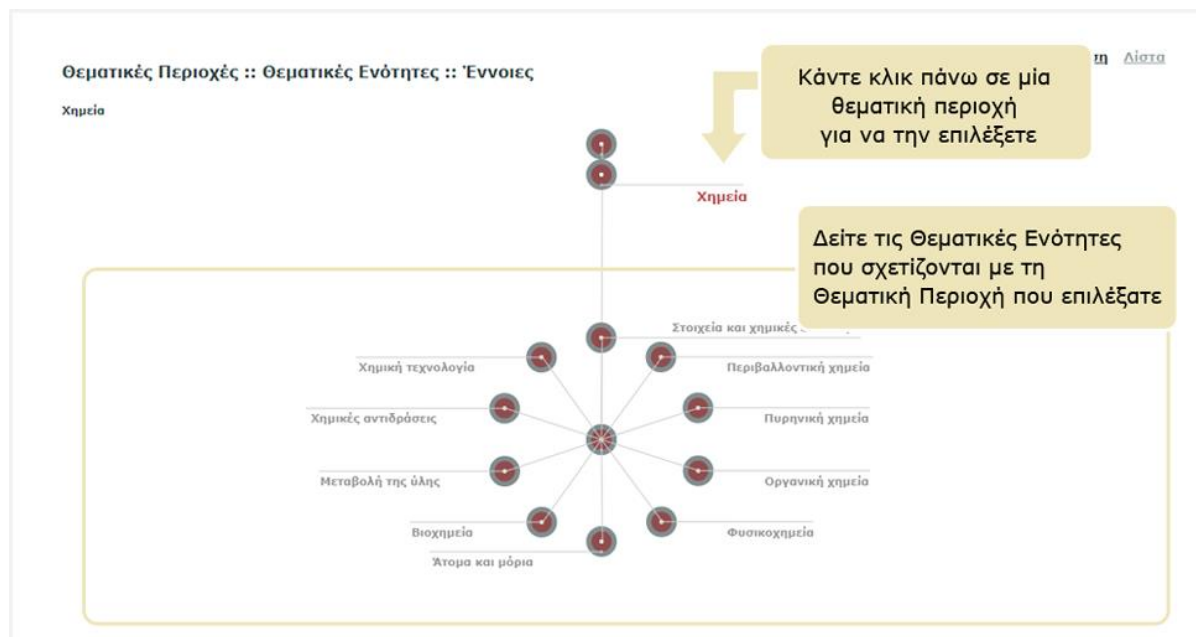 Θεματικές Περιοχές :: Θεματικές Ενότητες :: Έννοιες
Λίστα
Χημεία
Κάντε κλικ πάνω σε μία
θεματική περιοχή
για να την επιλέξετε
Χημεία
Δείτε τις Θεματικές Ενότητες
που σχετίζονται με τη
Θεματική Περιοχή που επιλέξατε
Στοιχεία και χημικές
Χημική τεχνολογία
Περιβαλλοντική χημεία
Χημικές αντιδράσεις
Πυρηνική χημεία
Μεταβολή της ύλης
Οργανική χημεία
Βιοχημεία
Φυσικοχημεία
Άτομα και μόρια